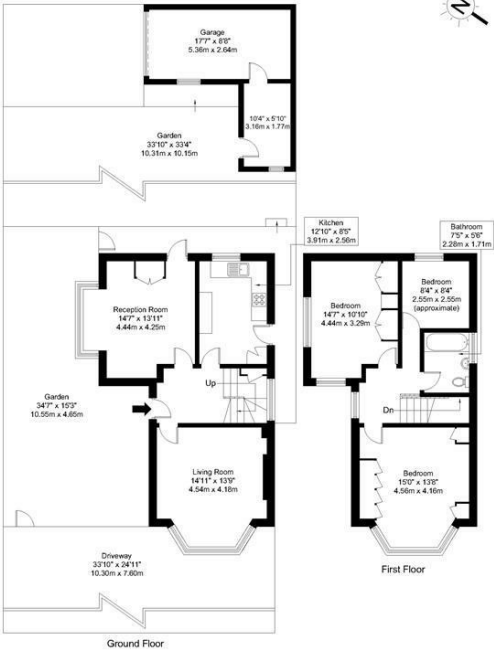 N
Garage
17'7" x 8'8"
5.36m x 2.64m
10'4" x 5'10"
3.16m x 1.77m
Garden
33'10" x 33'4"
10.31m x 10.15m
Kitchen
12'10" x 8'5"
3.91m x 2.56m
Bathroom
7'5" x 5'6"
2.28m x 1.71m
Reception Room
14'7" x 13'11"
4.44m x 4.25m
Bedroom
14'7" x 10'10"
4.44m x 3.29m
Bedroom
8'4" x 8'4"
2.55m x 2.55m
(approximate)
Garden
34'7" x 15'3"
10.55m x 4.65m
Up
Dn
Living Room
14'11" x 13'9"
4.54m x 4.18m
Bedroom
15'0" x 13'8"
4.56m x 4.16m
Driveway
33'10" x 24'11"
10.30m x 7.60m
First Floor
Ground Floor